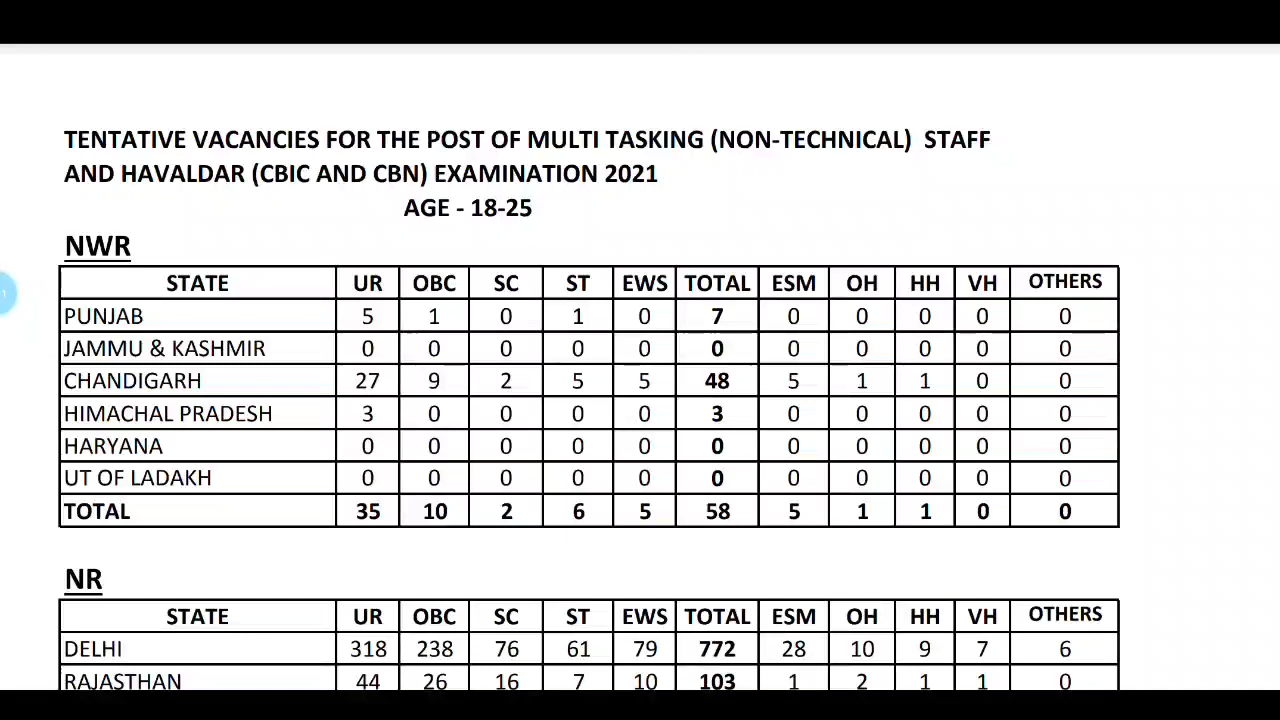 TENTATIVE VACANCIES FOR THE POST OF MULTI TASKING (NON-TECHNICAL) STAFF
AND HAVALDAR (CBIC AND CBN) EXAMINATION 2021
AGE - 18-25
NWR
STATE UR OBC SC ST EWS TOTAL ESM OH HH VH OTHERS
PUNJAB 5 1 0 1 0 7 0 0 0 0 0
JAMMU & KASHMIR 0 0 0 0 0 0 0 0 0 0 0
CHANDIGARH 27 9 2 5 5 48 5 1 1 0 0
HIMACHAL PRADESH 3 0 0 0 0 3 0 0 0 0 0
HARYANA 0 0 0 0 0 0 0 0 0 0 0
UT OF LADAKH 0 0 0 0 0 0 0 0 0 0 0
TOTAL 35 10 2 6 5 58 5 1 1 0 0
NR
STATE UR OBC SC ST EWS TOTAL ESM OH HH VH OTHERS
DELHI 318 238 76 61 79 772 28 10 9 7 6
RAJASTHAN 44 26 16 7 10 103 1 2 1 1 0
1